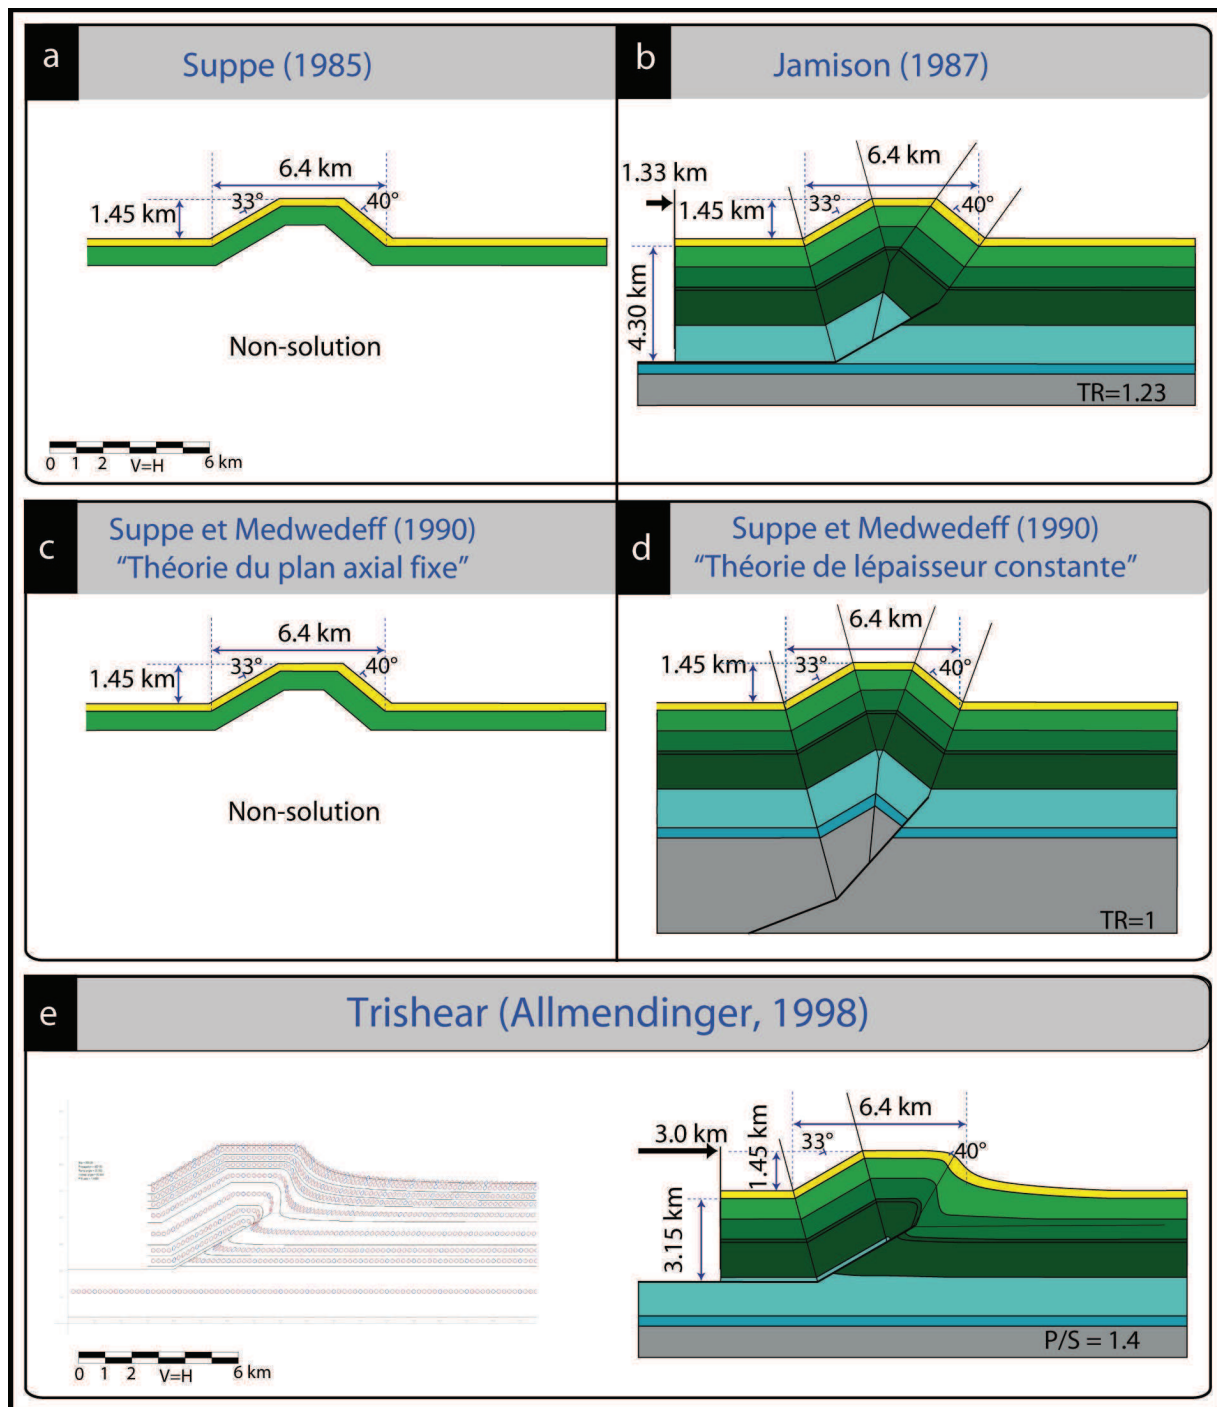 a
Suppe (1985)
6.4 km
33°
40°
1.45 km
Non-solution
0 1 2 V=H 6 km
b
Jamison (1987)
6.4 km
1.33 km
33°
40°
1.45 km
4.30 km
TR=1.23
c
Suppe et Medwedeff (1990)
“Théorie du plan axial fixe”
6.4 km
33°
40°
1.45 km
Non-solution
d
Suppe et Medwedeff (1990)
“Théorie de lépaisseur constante”
6.4 km
33°
40°
1.45 km
TR=1
e
Trishear (Allmendinger, 1998)
0 1 2 V=H 6 km
6.4 km
3.0 km
33°
40°
1.45 km
3.15 km
P/S = 1.4